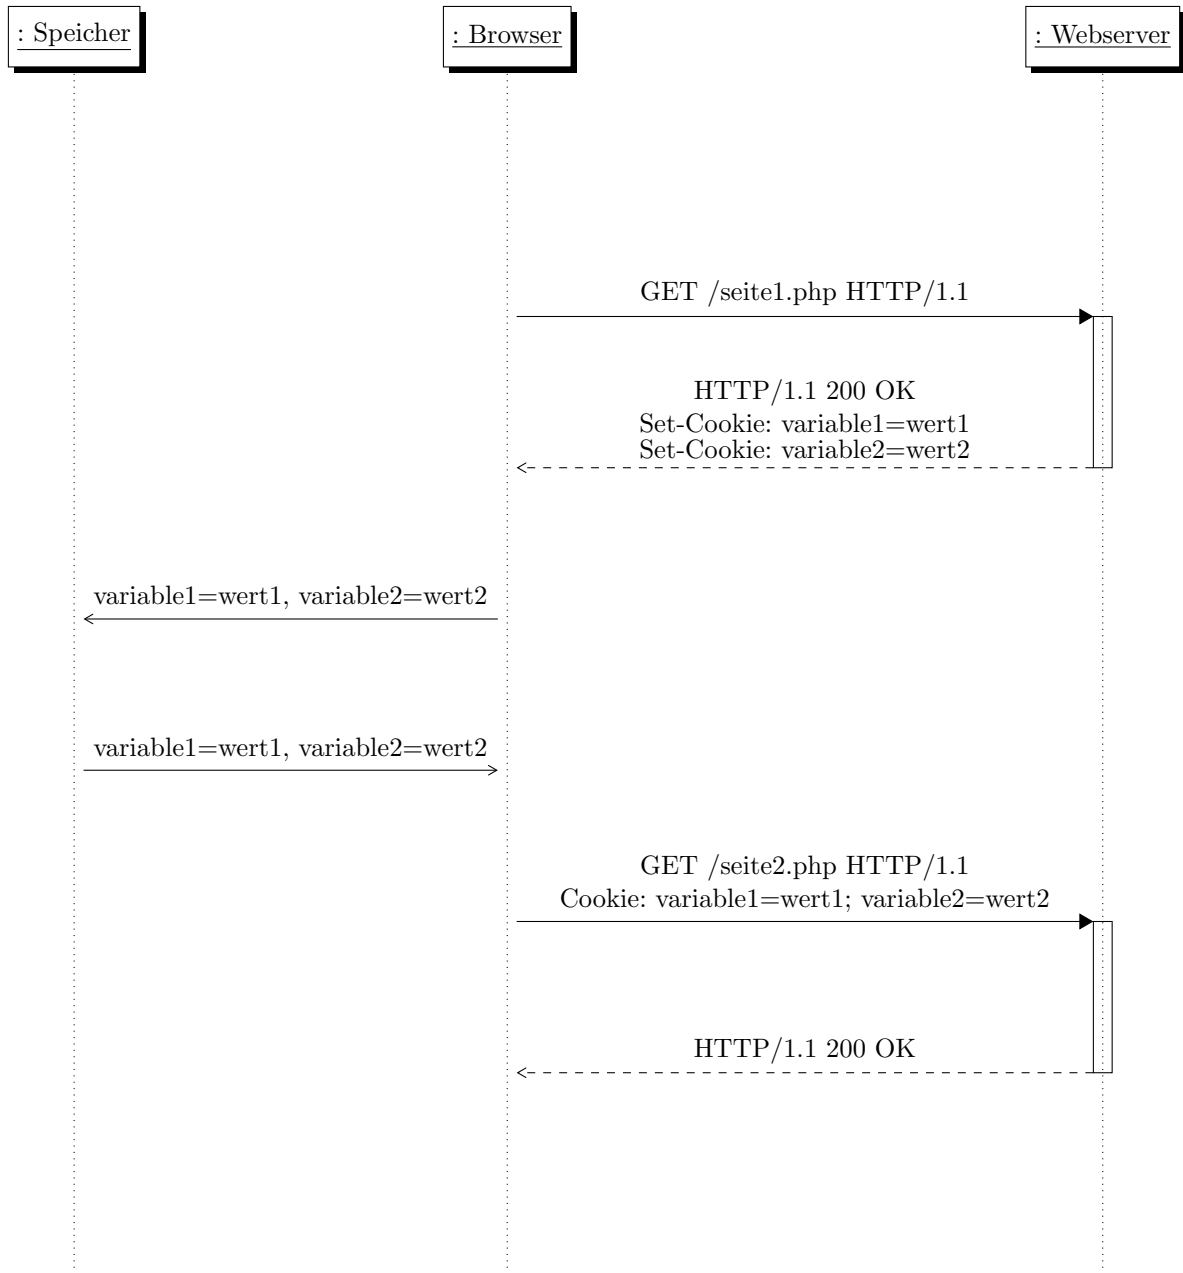 : Speicher
: Browser
: Webserver
GET /seite1.php HTTP/1.1
HTTP/1.1 200 OK
Set-Cookie: variable1=wert1
Set-Cookie: variable2=wert2
variable1=wert1, variable2=wert2
variable1=wert1, variable2=wert2
GET /seite2.php HTTP/1.1
Cookie: variable1=wert1; variable2=wert2
HTTP/1.1 200 OK